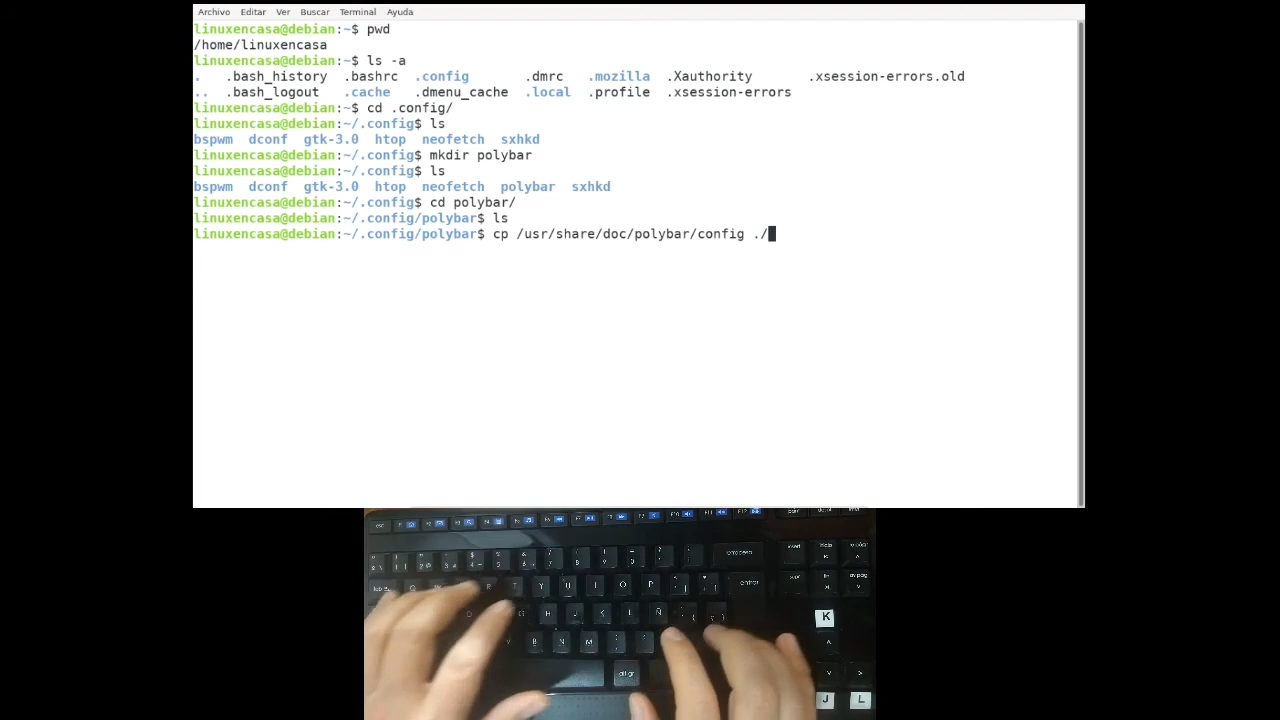 Archivo Editar Ver Buscar Terminal Ayuda
linuxencasa@debian:~$ pwd
/home/linuxencasa
linuxencasa@debian:~$ ls -a
. .bash_history .bashrc .config .dmrc .mozilla .Xauthority .xsession-errors.old
.. .bash_logout .cache .dmenu_cache .local .profile .xsession-errors
linuxencasa@debian:~$ cd .config/
linuxencasa@debian:~/.config$ ls
bspwm dconf gtk-3.0 htop neofetch sxhkd
linuxencasa@debian:~/.config$ mkdir polybar
linuxencasa@debian:~/.config$ ls
bspwm dconf gtk-3.0 htop neofetch polybar sxhkd
linuxencasa@debian:~/.config$ cd polybar/
linuxencasa@debian:~/.config/polybar$ ls
linuxencasa@debian:~/.config/polybar$ cp /usr/share/doc/polybar/config ./
Y U I O P
H J K L Ñ K
B N M
alt gr
J L